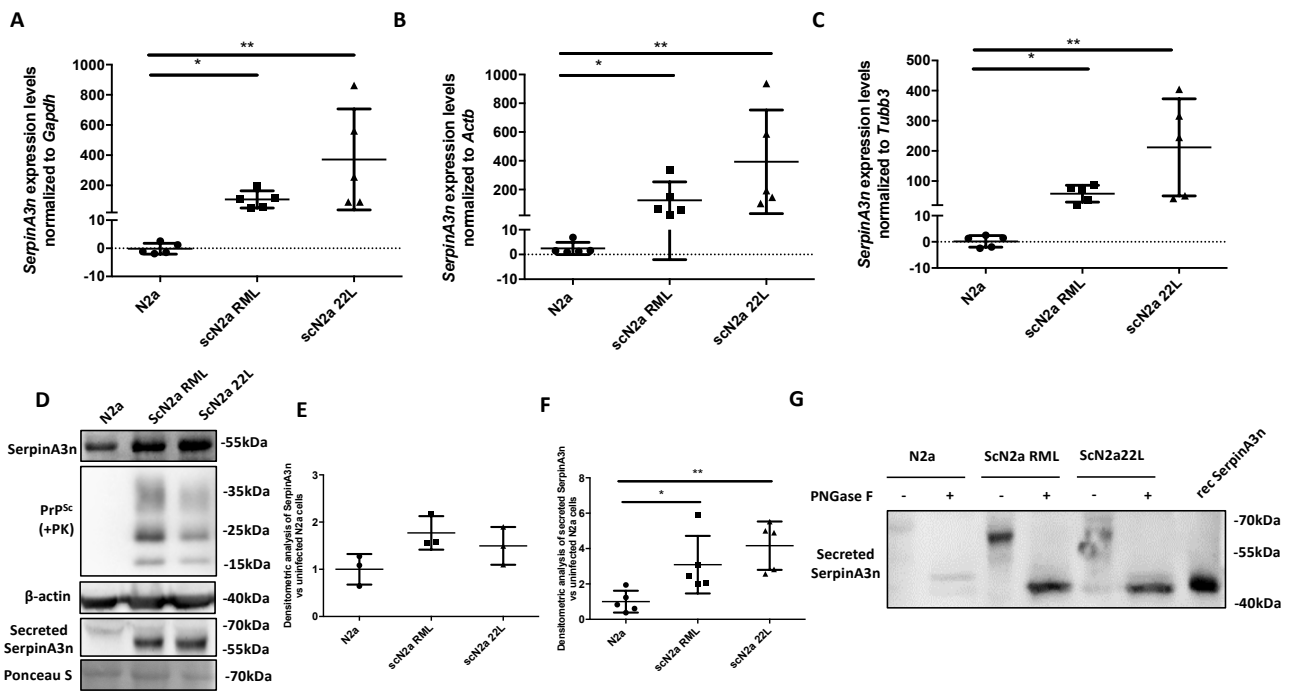 A
**
*
SerpinA3n expression levels
normalized to Gapdh
1000
800
600
400
200
10
0
-10
N2a
scN2a RML
scN2a 22L
B
**
*
SerpinA3n expression levels
normalized to Actb
1000
800
600
400
200
10
0
-10
N2a
scN2a RML
scN2a 22L
C
**
*
SerpinA3n expression levels
normalized to Tubb3
500
400
300
200
100
10
0
-10
N2a
scN2a RML
scN2a 22L
D
N2a
ScN2a RML
ScN2a 22L
SerpinA3n
-55kDa
PrPSc
(+PK)
-35kDa
-25kDa
-15kDa
β-actin
-40kDa
Secreted
SerpinA3n
-70kDa
-55kDa
Ponceau S
-70kDa
E
Densitometric analysis of SerpinA3n
vs uninfected N2a cells
3
2
1
0
N2a
scN2a RML
scN2a 22L
F
**
*
Densitometric analysis of secreted SerpinA3n
vs uninfected N2a cells
8
6
4
2
0
N2a
scN2a RML
scN2a 22L
G
N2a
ScN2a RML
ScN2a22L
rec SerpinA3n
PNGase F
- + - + - +
Secreted
SerpinA3n
-70kDa
-55kDa
-40kDa